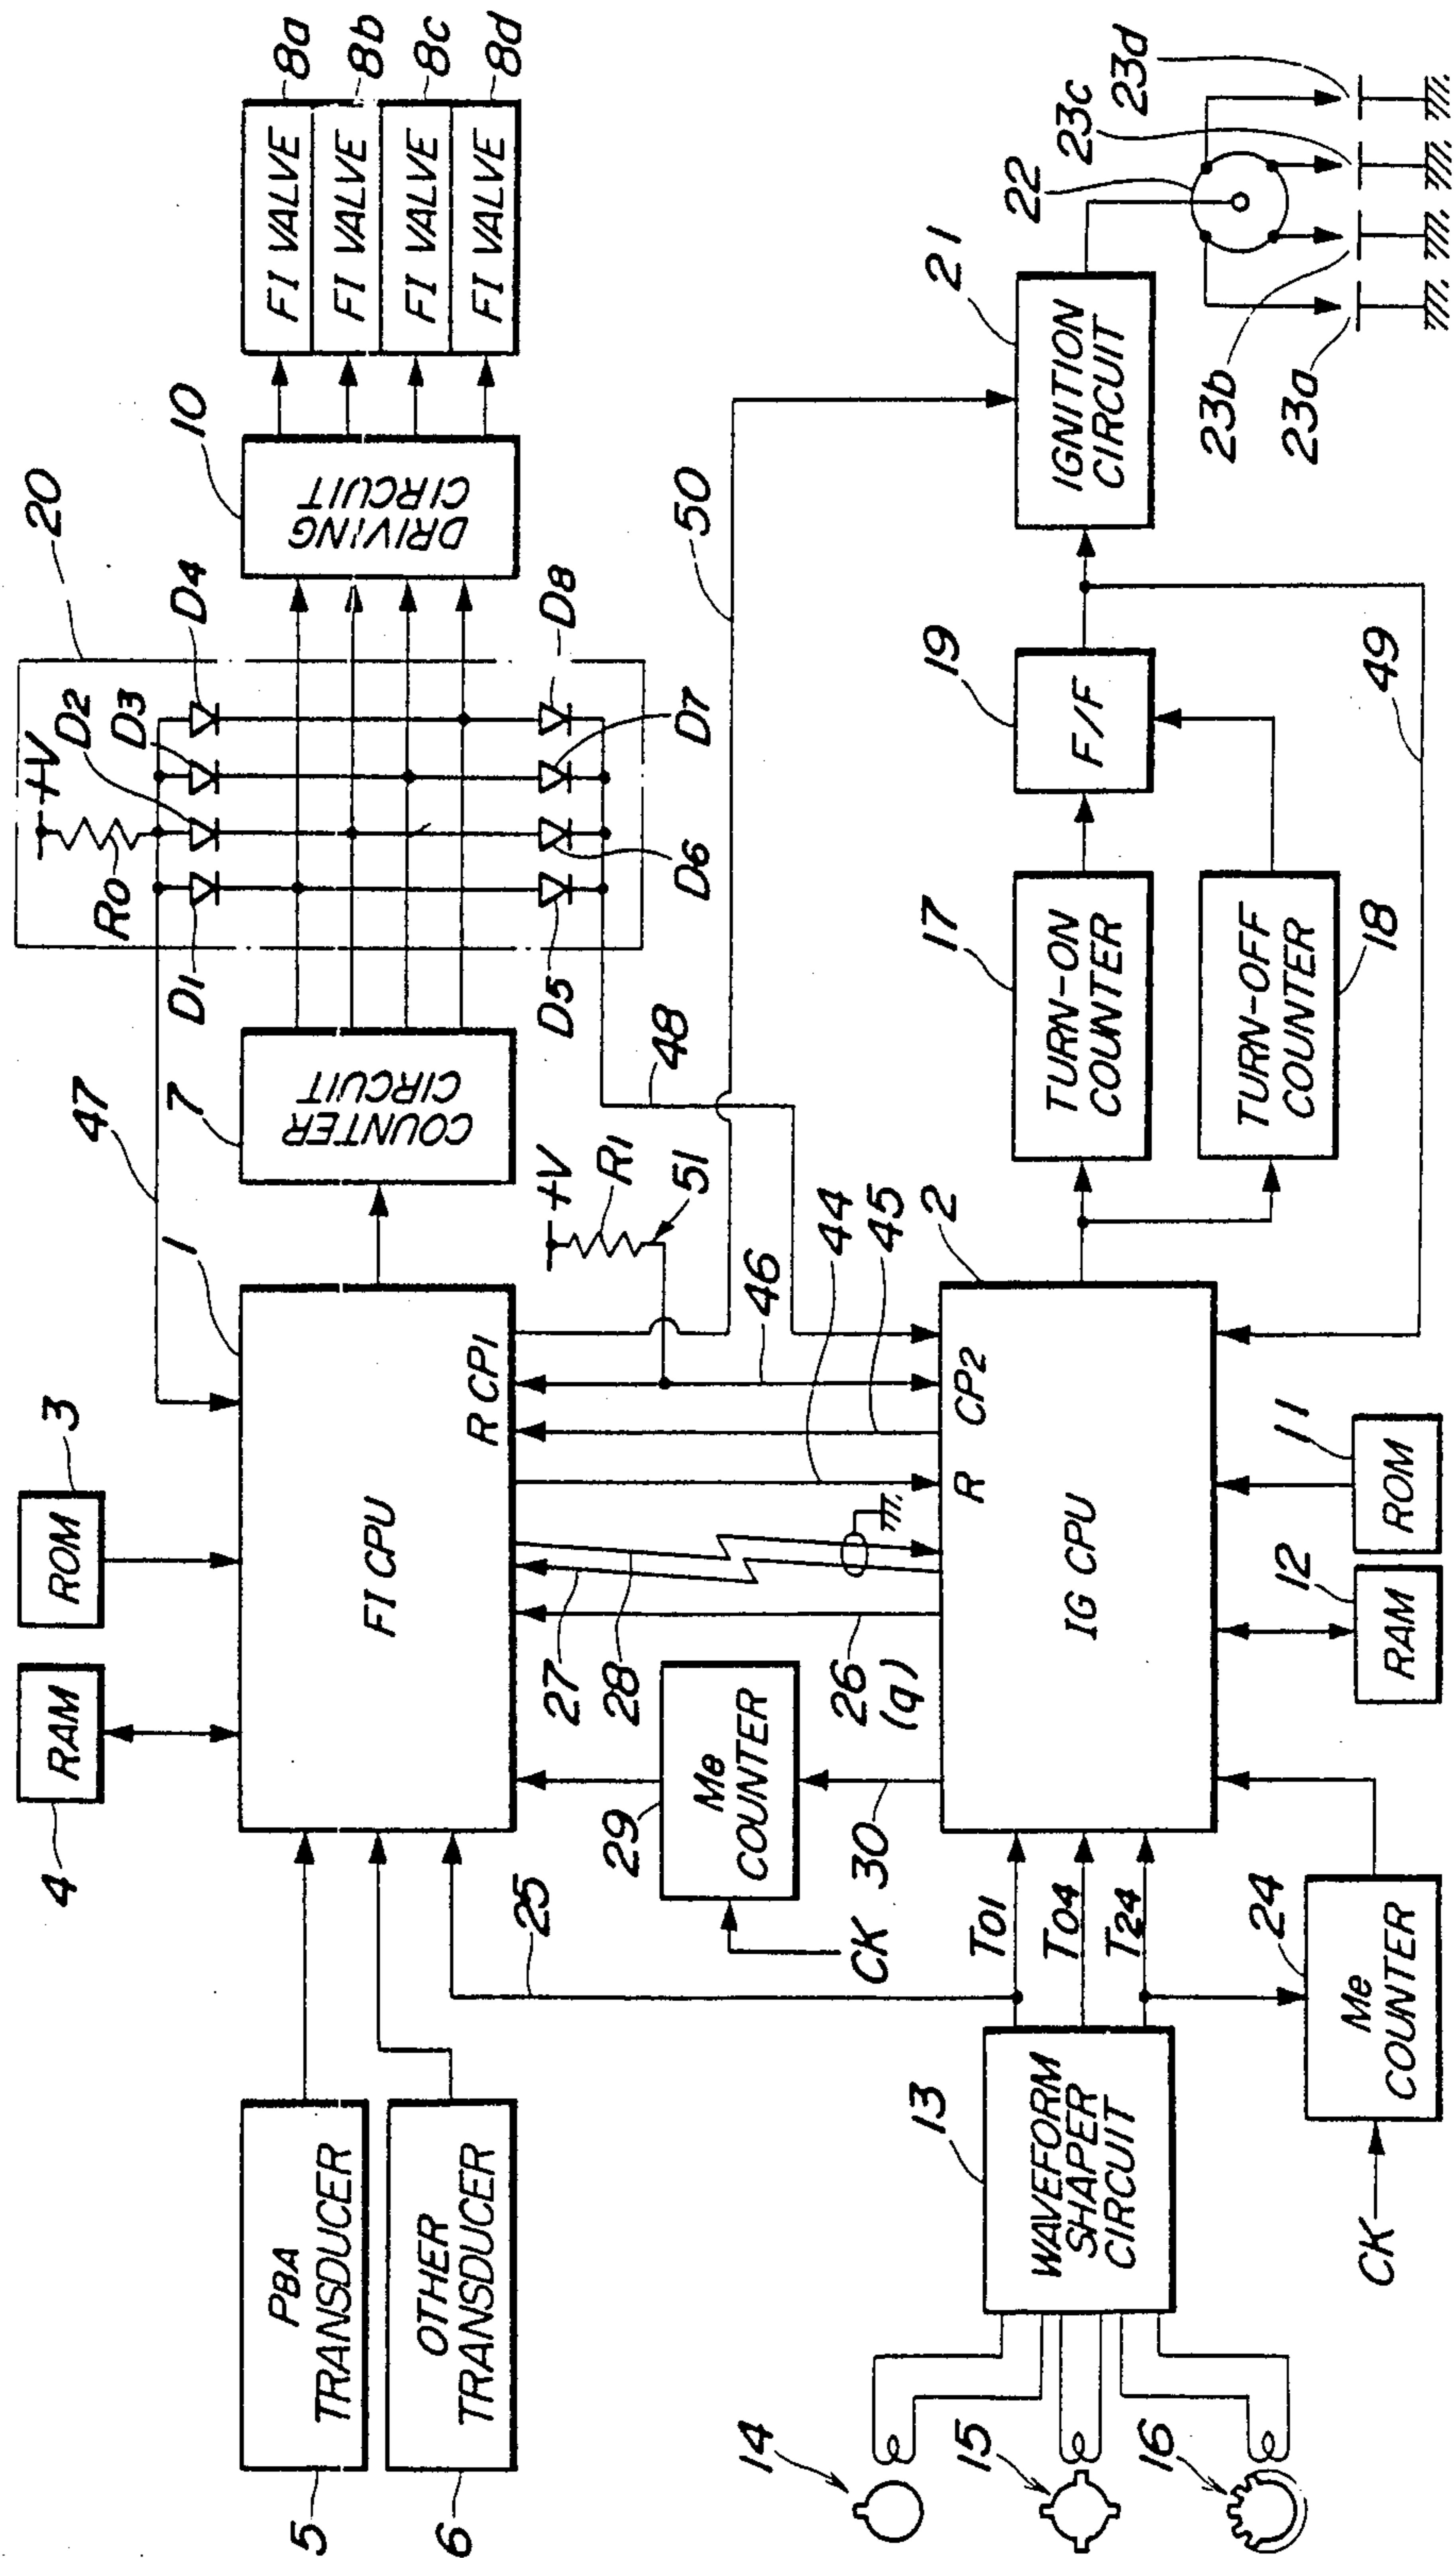 4
RAM
ROM
3
1
47
20
+V
R0
D1
D2
D3
D4
D5
D6
D7
D8
10
8a
8b
8c
8d
5
PBA
TRANSDUCER
6
OTHER
TRANSDUCER
FI CPU
R CP1
7
COUNTER
CIRCUIT
DRIVING
CIRCUIT
FI VALVE
FI VALVE
FI VALVE
FI VALVE
25
29
Me
COUNTER
CK
30
27
28
26
(q)
+V
R1
51
46
44
45
48
50
14
15
16
13
WAVEFORM
SHAPER
CIRCUIT
T01
T04
T24
IG CPU
R
CP2
2
17
TURN-ON
COUNTER
TURN-OFF
COUNTER
18
19
F/F
21
IGNITION
CIRCUIT
22
23c
23d
23b
23a
49
CK
Me
COUNTER
24
RAM
12
ROM
11